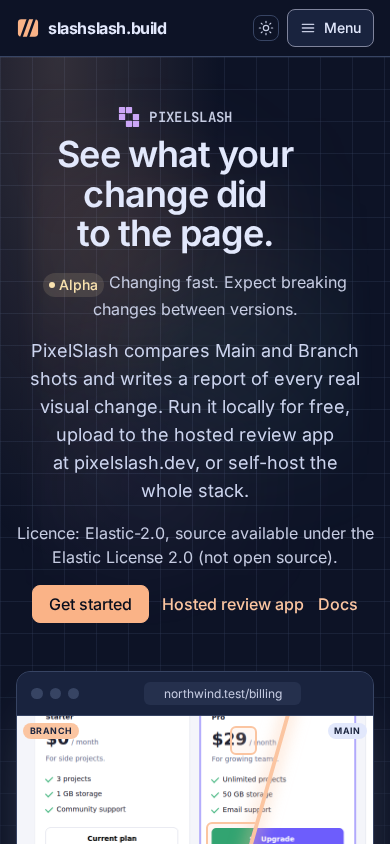 slashslash.build
Menu
PIXELSLASH
See what your
change did
to the page.
Alpha Changing fast. Expect breaking
changes between versions.
PixelSlash compares Main and Branch
shots and writes a report of every real
visual change. Run it locally for free,
upload to the hosted review app
at pixelslash.dev, or self-host the
whole stack.
Licence: Elastic-2.0, source available under the
Elastic License 2.0 (not open source).
Get started Hosted review app Docs
northwind.test/billing
Starter Pro
BRANCH MAIN
$0 / month $29 / month
For side projects. For growing teams.
3 projects Unlimited projects
1 GB storage 50 GB storage
Community support Email support
Current plan Upgrade